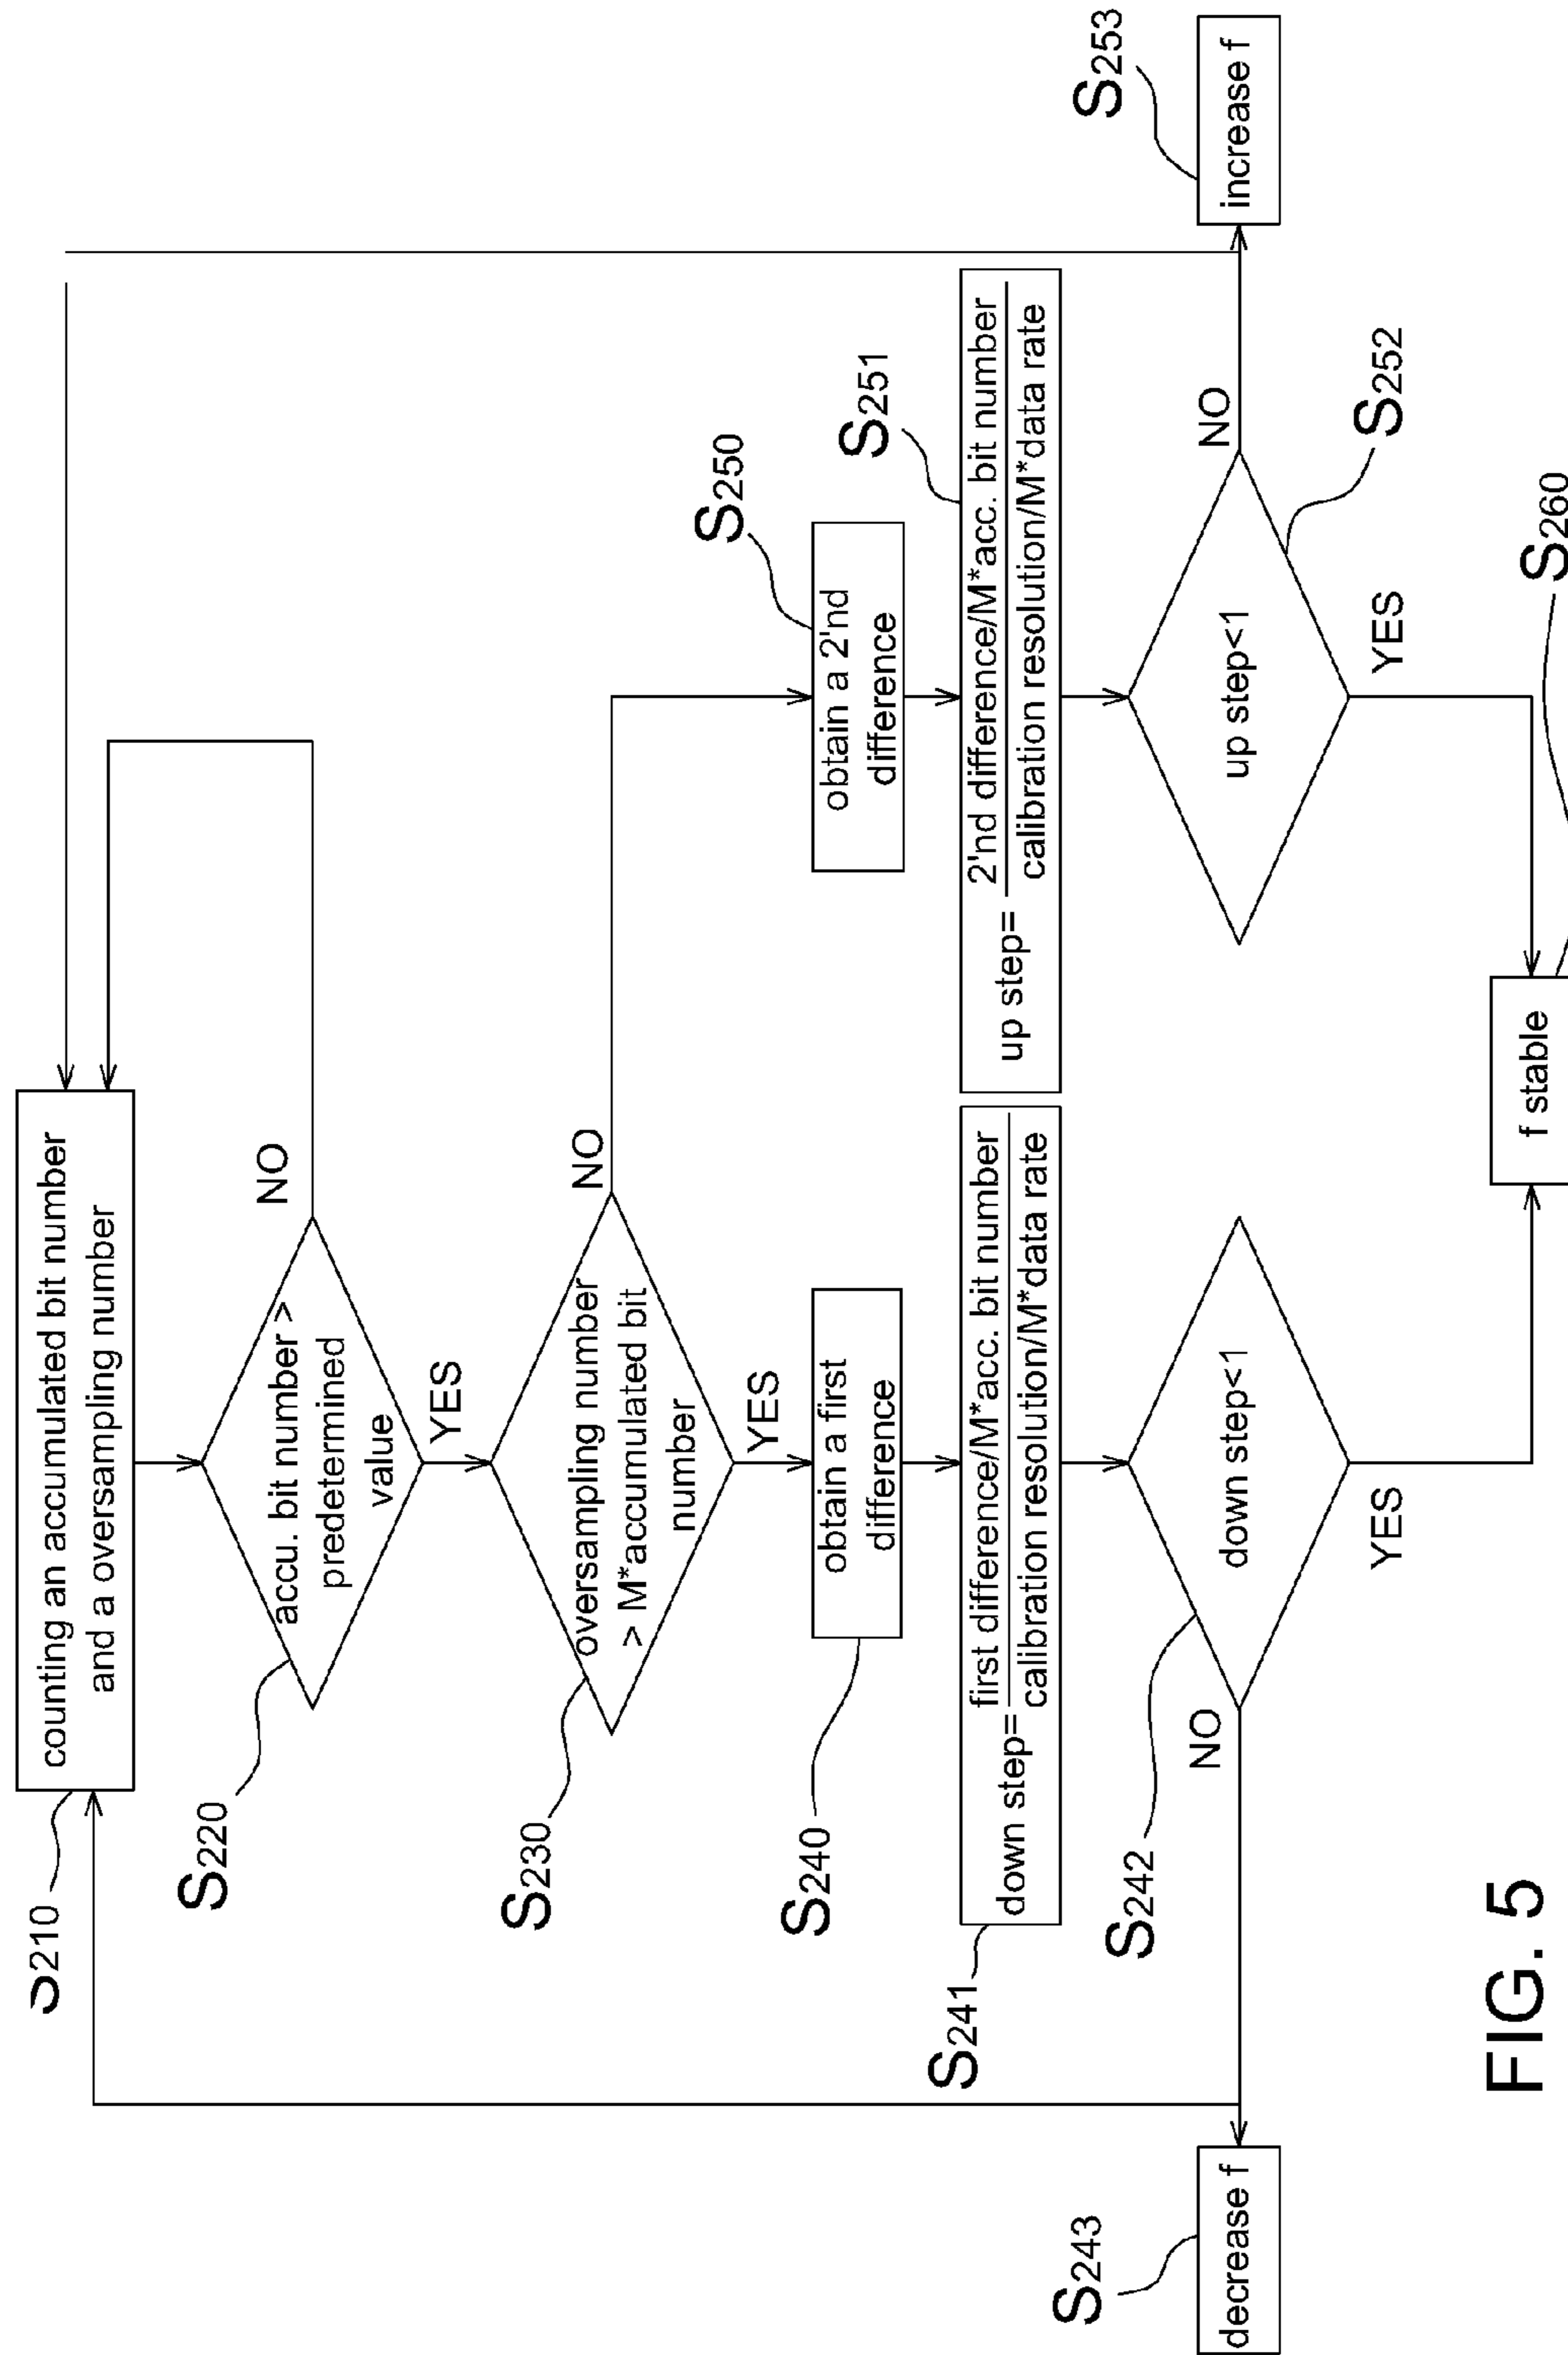 S210
counting an accumulated bit number
and a oversampling number
S220
accu. bit number >
predetermined
value
NO
YES
S230
oversampling number
> M*accumulated bit
number
NO
YES
S240
obtain a first
difference
S250
obtain a 2'nd
difference
S241
down step=
first difference/M*acc. bit number
calibration resolution/M*data rate
S251
up step=
2'nd difference/M*acc. bit number
calibration resolution/M*data rate
S242
down step<1
NO
YES
S243
decrease f
S252
up step<1
NO
YES
S253
increase f
S260
f stable
FIG. 5